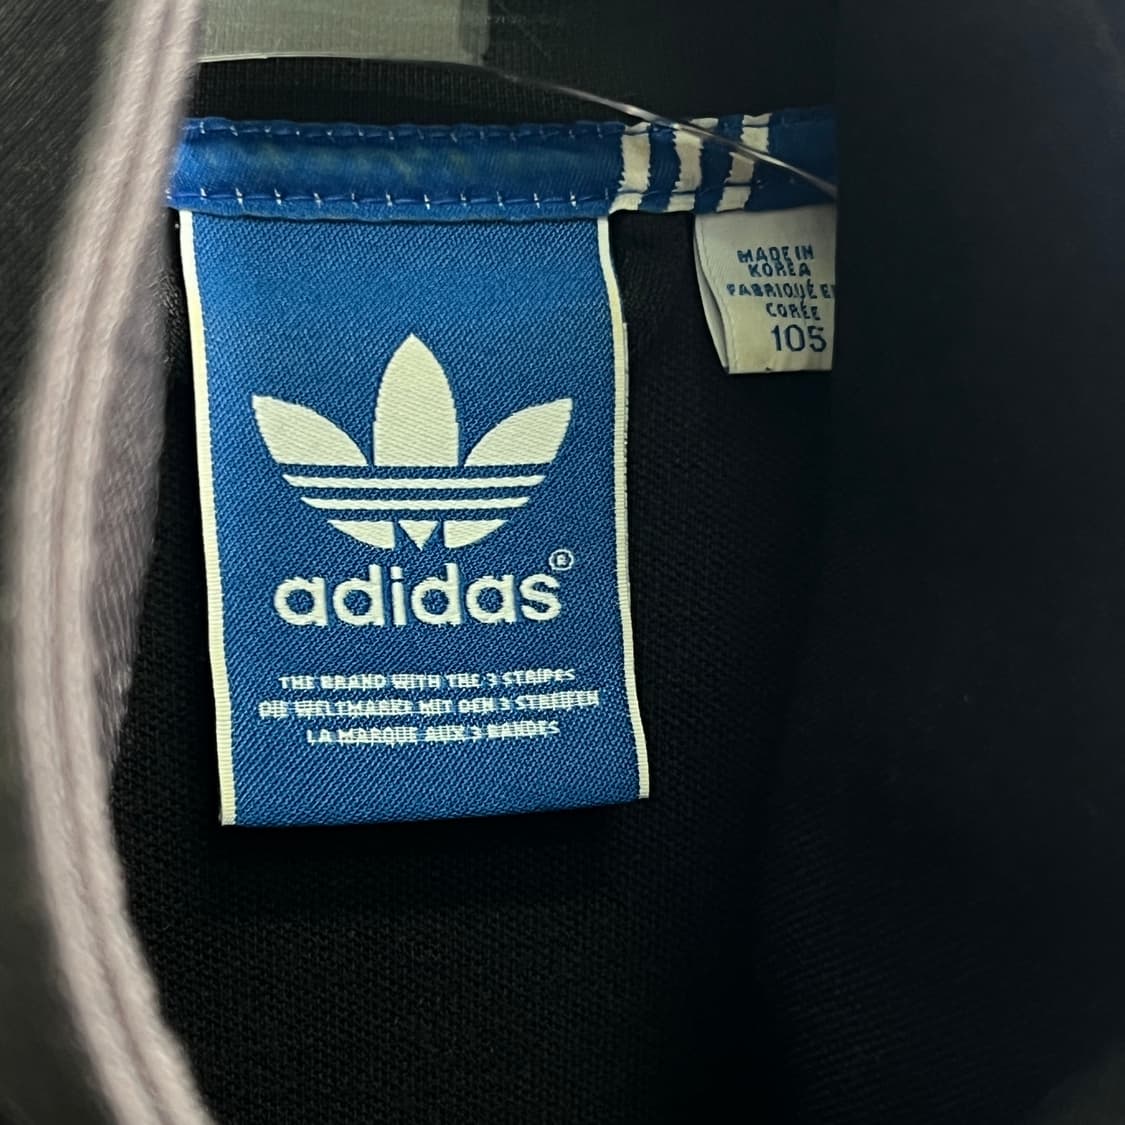 adidas®
THE BRAND WITH THE 3 STRIPES
DIE WELTMARKE MIT DEN 3 STREIFEN
LA MARQUE AUX 3 BANDES
MADE IN
KOREA
FABRIQUÉ E
CORÉE
105